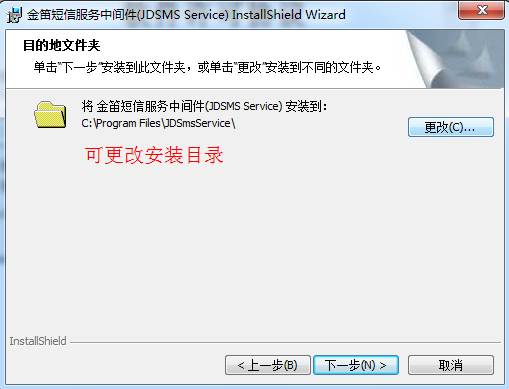 金笛短信服务中间件(JDSMS Service) InstallShield Wizard
目的地文件夹
单击“下一步”安装到此文件夹，或单击“更改”安装到不同的文件夹。
将 金笛短信服务中间件(JDSMS Service) 安装到：
C:\Program Files\JDSmsService\
更改(C)...
可更改安装目录
InstallShield
< 上一步(B)
下一步(N) >
取消